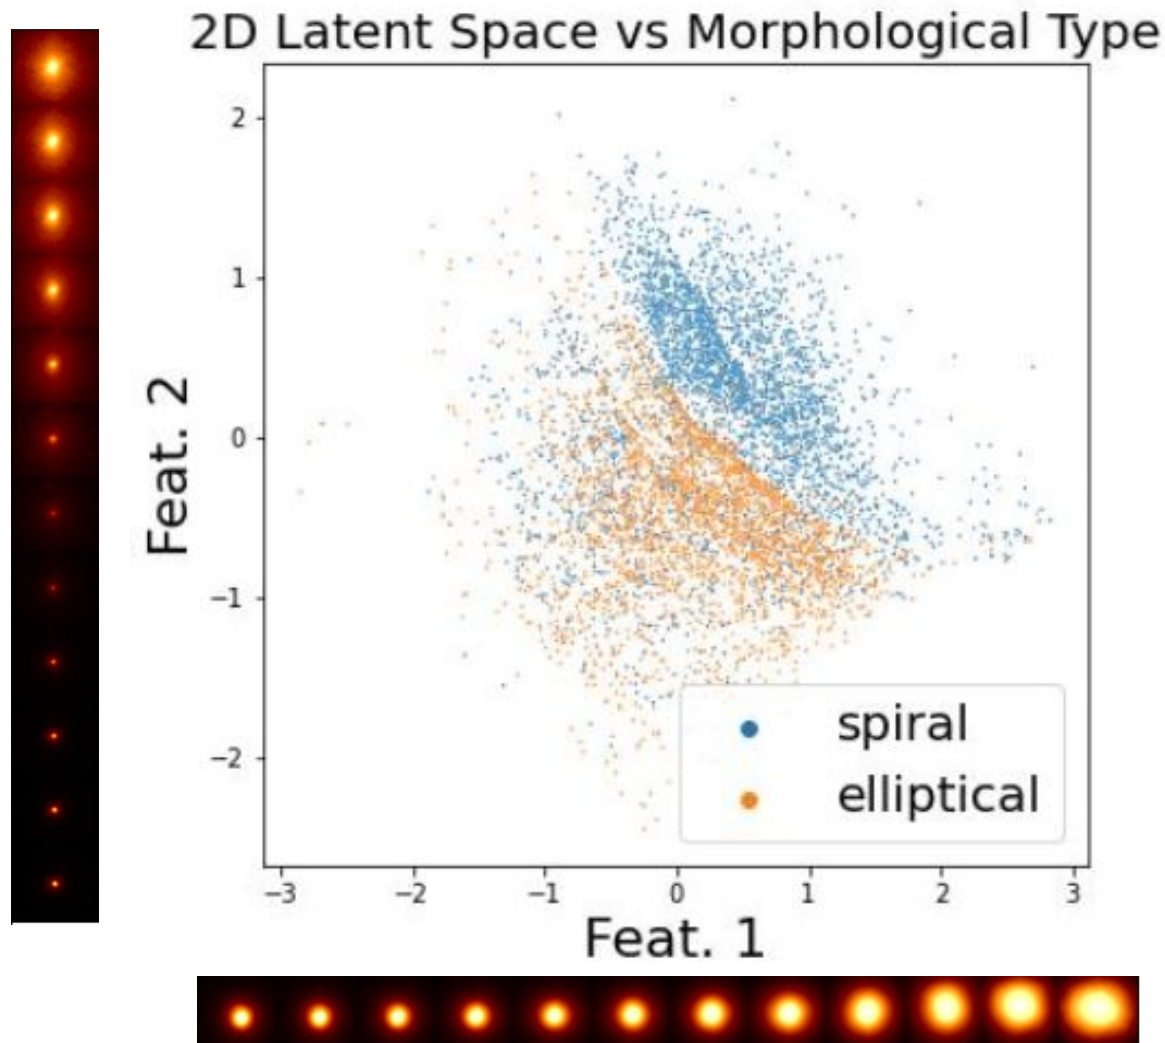 2D Latent Space vs Morphological Type
Feat. 2
2
1
0
−1
−2
spiral
elliptical
−3
−2
−1
0
1
2
3
Feat. 1